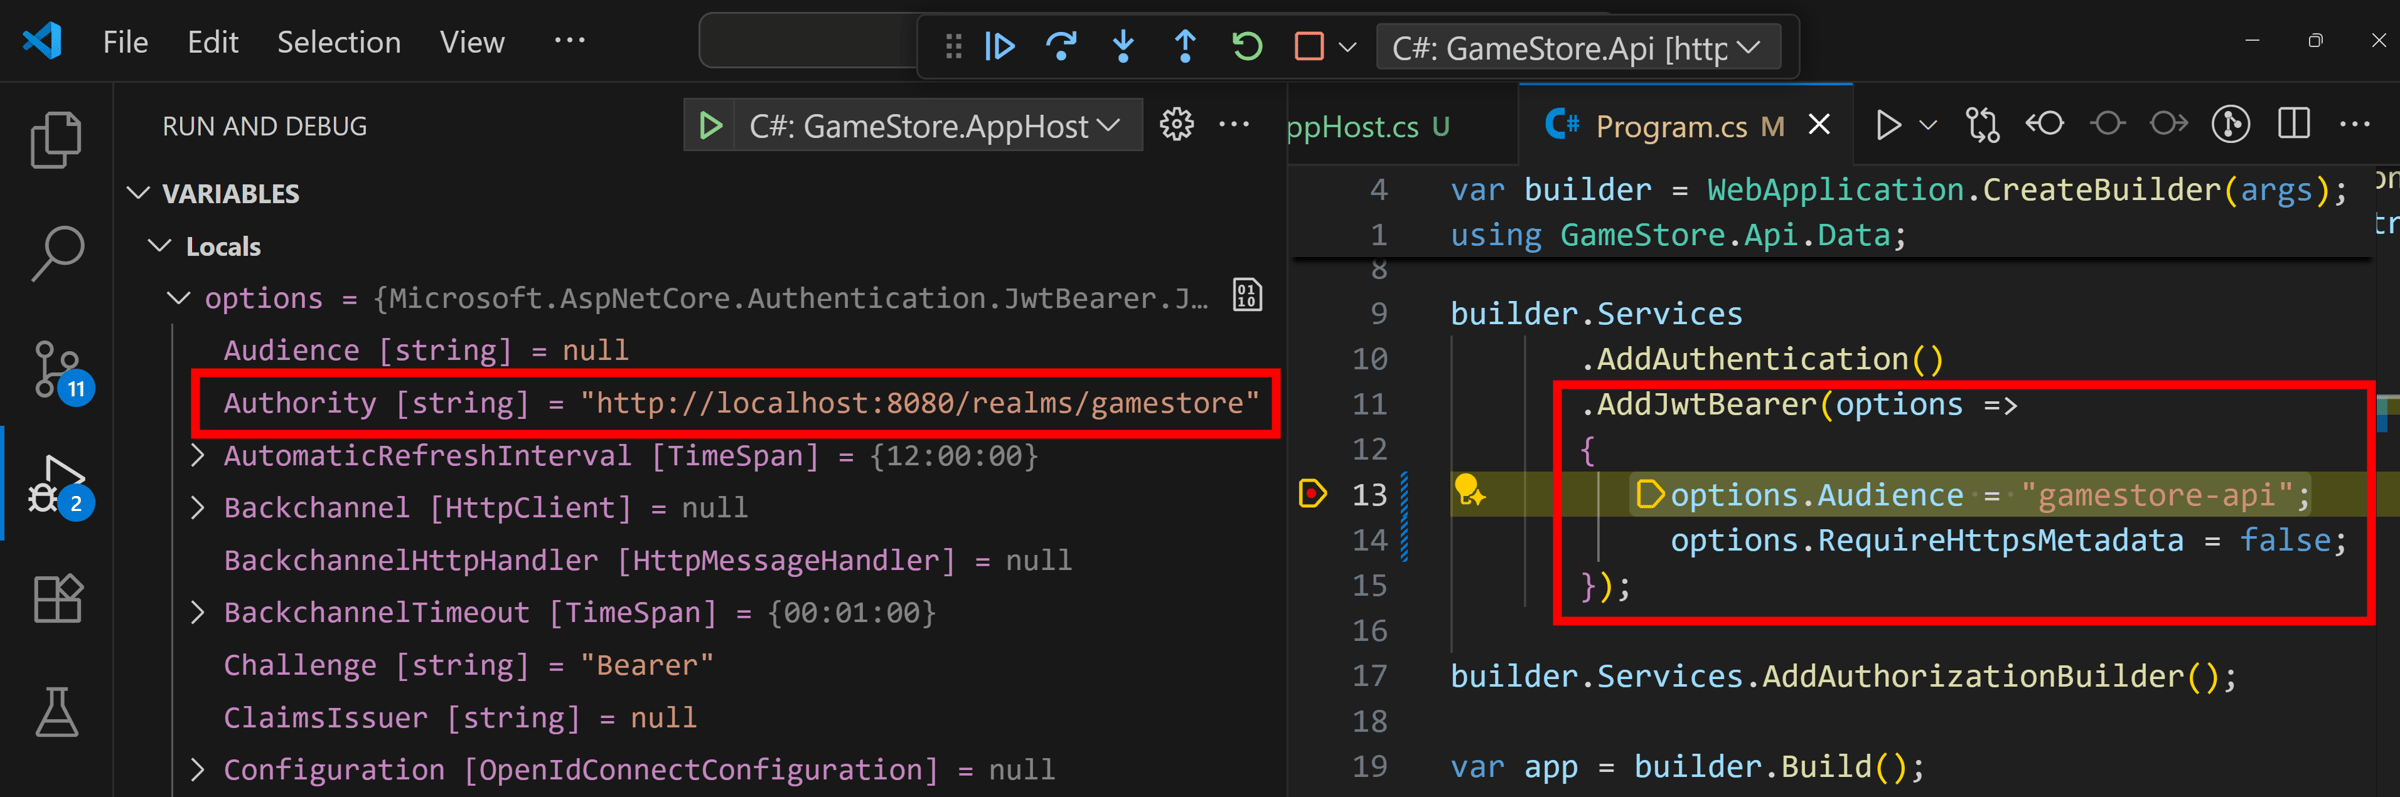 File Edit Selection View ···
C#: GameStore.Api [http
RUN AND DEBUG
C#: GameStore.AppHost
VARIABLES
Locals
options = {Microsoft.AspNetCore.Authentication.JwtBearer.J…
Audience [string] = null
Authority [string] = "http://localhost:8080/realms/gamestore"
AutomaticRefreshInterval [TimeSpan] = {12:00:00}
Backchannel [HttpClient] = null
BackchannelHttpHandler [HttpMessageHandler] = null
BackchannelTimeout [TimeSpan] = {00:01:00}
Challenge [string] = "Bearer"
ClaimsIssuer [string] = null
Configuration [OpenIdConnectConfiguration] = null
11
2
ppHost.cs U
C# Program.cs M
4 var builder = WebApplication.CreateBuilder(args);
1 using GameStore.Api.Data;
8
9 builder.Services
10 .AddAuthentication()
11 .AddJwtBearer(options =>
12 {
13 options.Audience = "gamestore-api";
14 options.RequireHttpsMetadata = false;
15 });
16
17 builder.Services.AddAuthorizationBuilder();
18
19 var app = builder.Build();